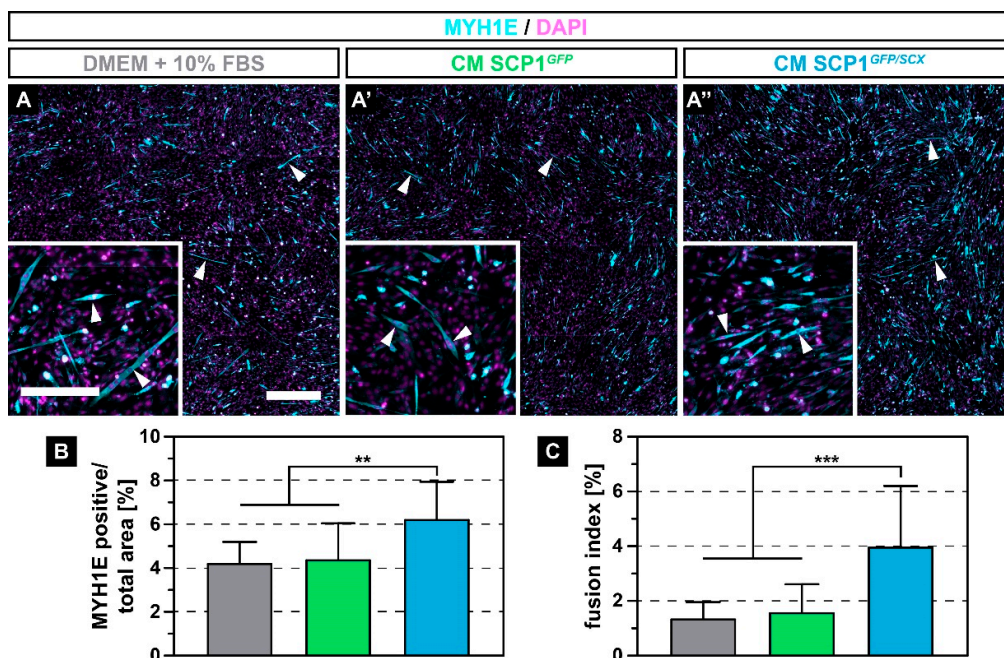 MYH1E / DAPI
DMEM + 10% FBS
CM SCP1GFP
CM SCP1GFP/SCX
A
A'
A''
B
MYH1E positive/
total area [%]
10
8
6
4
2
0
**
C
fusion index [%]
8
6
4
2
0
***